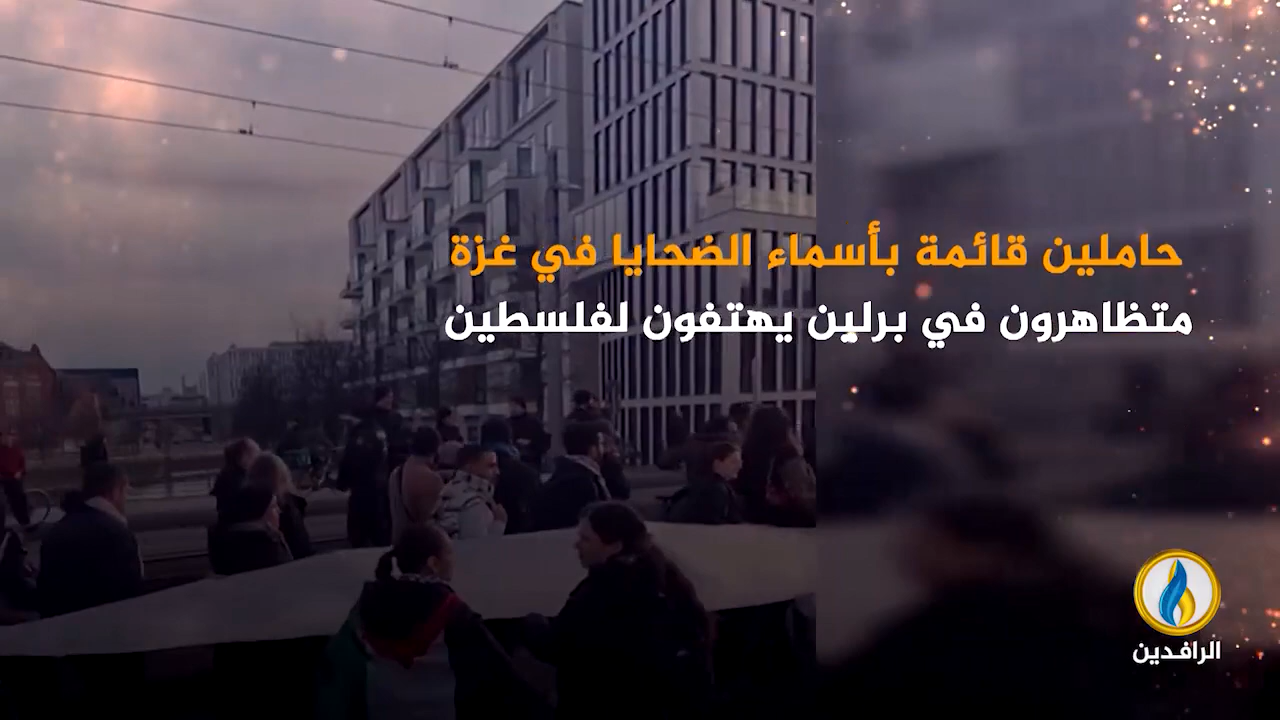 حاملين قائمة بأسماء الضحايا في غزة
متظاهرون في برلين يهتفون لفلسطين
الرافدين